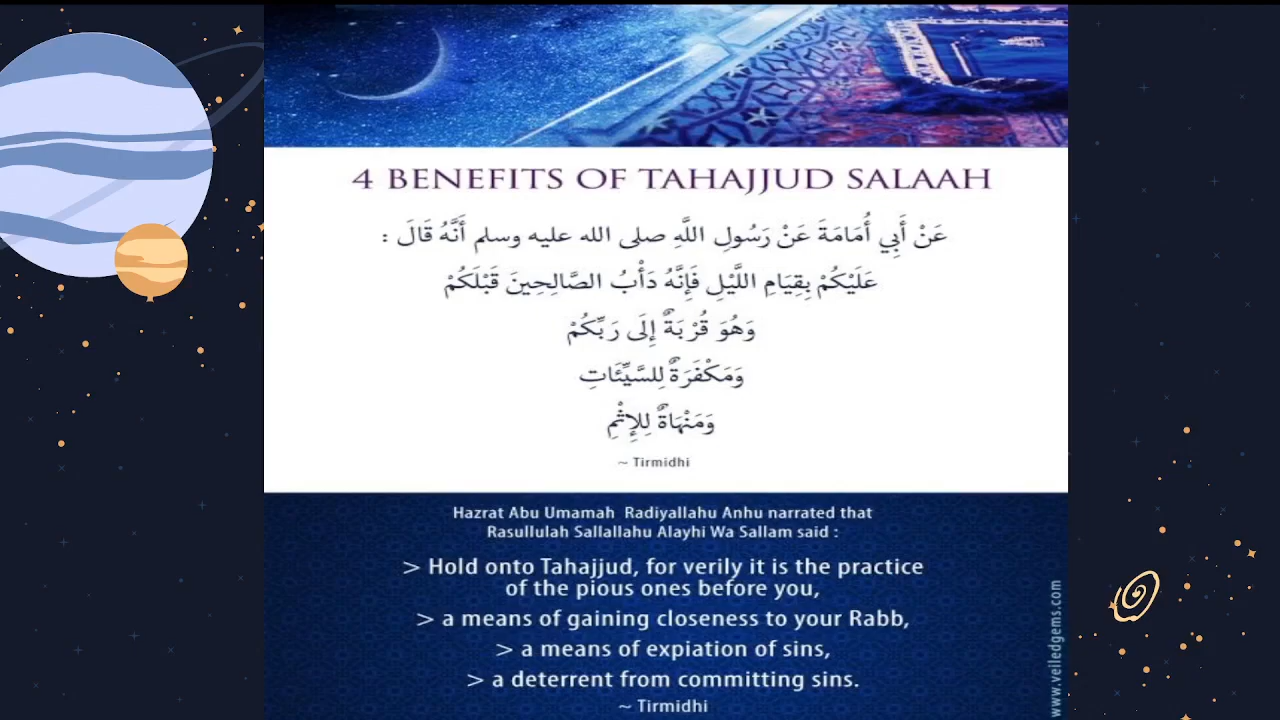 4 BENEFITS OF TAHAJJUD SALAAH
عَنْ أَبِي أُمَامَةَ عَنْ رَسُولِ اللَّهِ صلى الله عليه وسلم أَنَّهُ قَالَ :
عَلَيْكُمْ بِقِيَامِ اللَّيْلِ فَإِنَّهُ دَأْبُ الصَّالِحِينَ قَبْلَكُمْ
وَهُوَ قُرْبَةٌ إِلَى رَبِّكُمْ
وَمَكْفَرَةٌ لِلسَّيِّئَاتِ
وَمَنْهَاةٌ لِلإِثْمِ
~ Tirmidhi
Hazrat Abu Umamah Radiyallahu Anhu narrated that
Rasullulah Sallallahu Alayhi Wa Sallam said :
> Hold onto Tahajjud, for verily it is the practice
of the pious ones before you,
> a means of gaining closeness to your Rabb,
> a means of expiation of sins,
> a deterrent from committing sins.
~ Tirmidhi
www.veiledgems.com